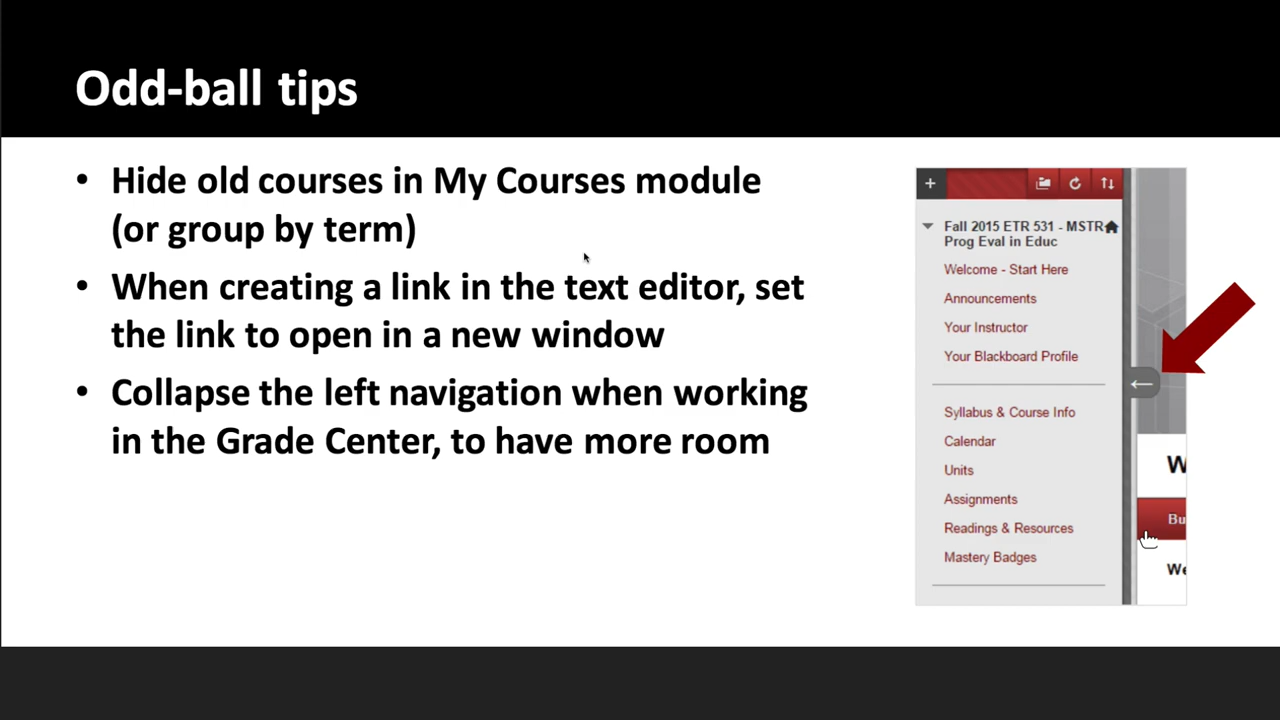 Odd-ball tips
• Hide old courses in My Courses module
(or group by term)
• When creating a link in the text editor, set
the link to open in a new window
• Collapse the left navigation when working
in the Grade Center, to have more room
Fall 2015 ETR 531 - MSTR
Prog Eval in Educ
Welcome - Start Here
Announcements
Your Instructor
Your Blackboard Profile
Syllabus & Course Info
Calendar
Units
Assignments
Readings & Resources
Mastery Badges
W
Bu
We